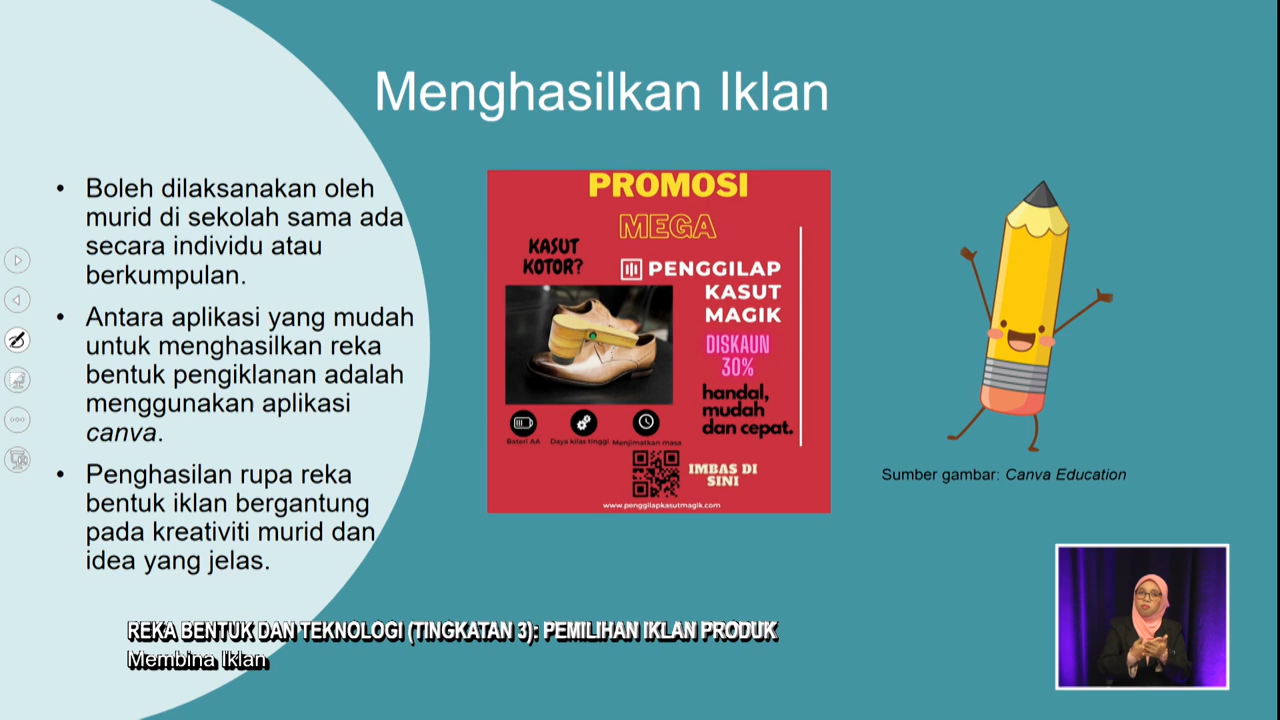 Menghasilkan Iklan
• Boleh dilaksanakan oleh
murid di sekolah sama ada
secara individu atau
berkumpulan.
• Antara aplikasi yang mudah
untuk menghasilkan reka
bentuk pengiklanan adalah
menggunakan aplikasi
canva.
• Penghasilan rupa reka
bentuk iklan bergantung
pada kreativiti murid dan
idea yang jelas.
PROMOSI
MEGA
KASUT
KOTOR?
PENGGILAP
KASUT
MAGIK
DISKAUN
30%
handal,
mudah
dan cepat.
Bateri AA
Daya kilas tinggi
Menjimatkan masa
IMBAS DI
SINI
www.penggilapkasutmagik.com
Sumber gambar: Canva Education
REKA BENTUK DAN TEKNOLOGI (TINGKATAN 3): PEMILIHAN IKLAN PRODUK
Membina Iklan